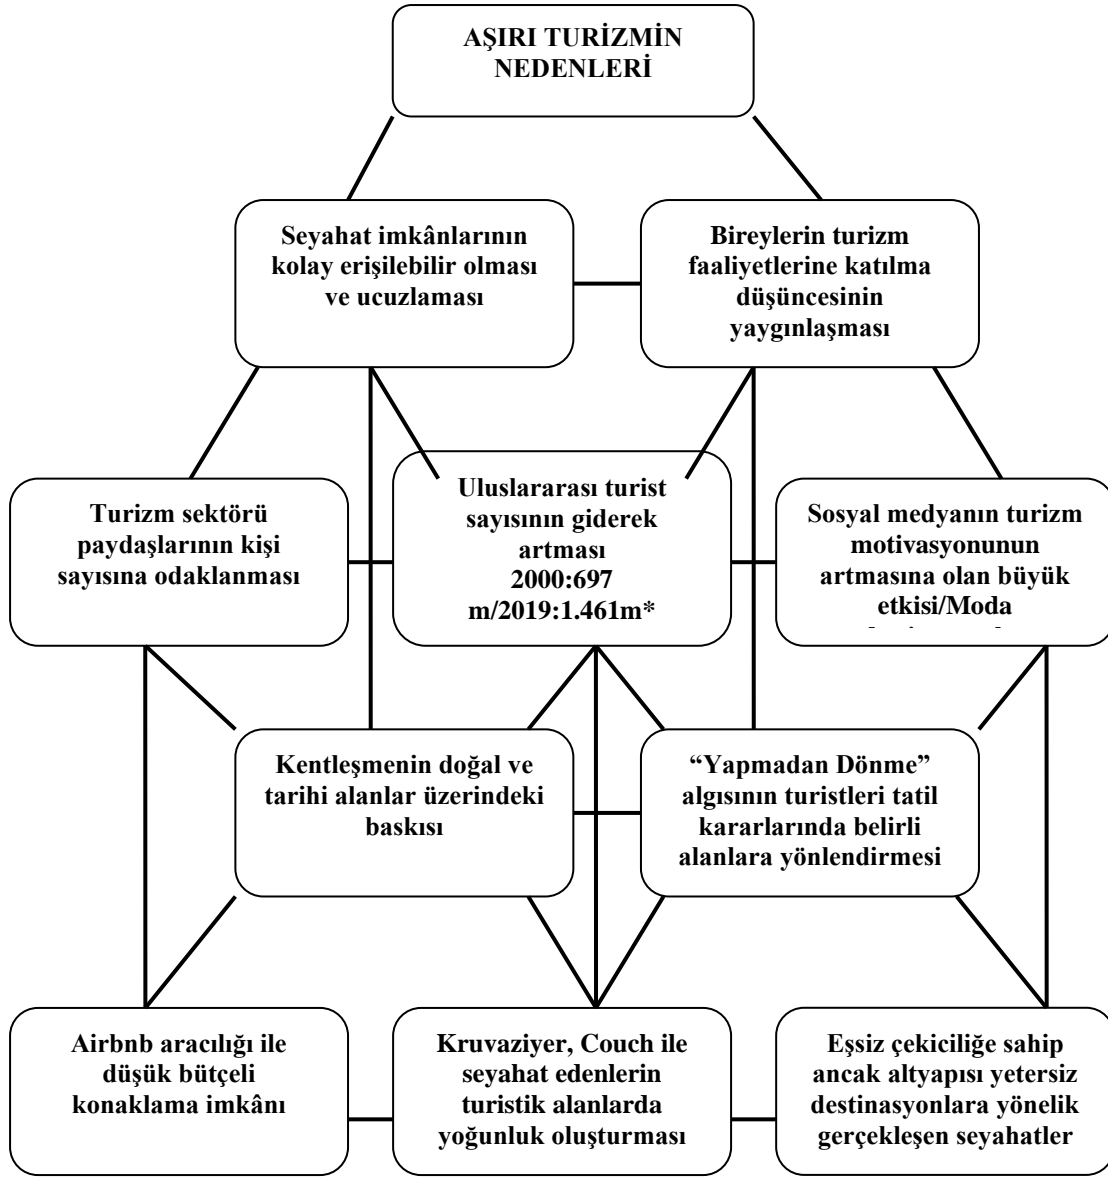 AŞIRI TURİZMİN
NEDENLERİ
Seyahat imkânlarının
kolay erişilebilir olması
ve ucuzlaması
Bireylerin turizm
faaliyetlerine katılma
düşüncesinin
yaygınlaşması
Turizm sektörü
paydaşlarının kişi
sayısına odaklanması
Uluslararası turist
sayısının giderek
artması
2000:697
m/2019:1.461m*
Sosyal medyanın turizm
motivasyonunun
artmasına olan büyük
etkisi/Moda
Kentleşmenin doğal ve
tarihi alanlar üzerindeki
baskısı
“Yapmadan Dönme”
algısının turistleri tatil
kararlarında belirli
alanlara yönlendirmesi
Airbnb aracılığı ile
düşük bütçeli
konaklama imkânı
Kruvaziyer, Couch ile
seyahat edenlerin
turistik alanlarda
yoğunluk oluşturması
Eşsiz çekiciliğe sahip
ancak altyapısı yetersiz
destinasyonlara yönelik
gerçekleşen seyahatler